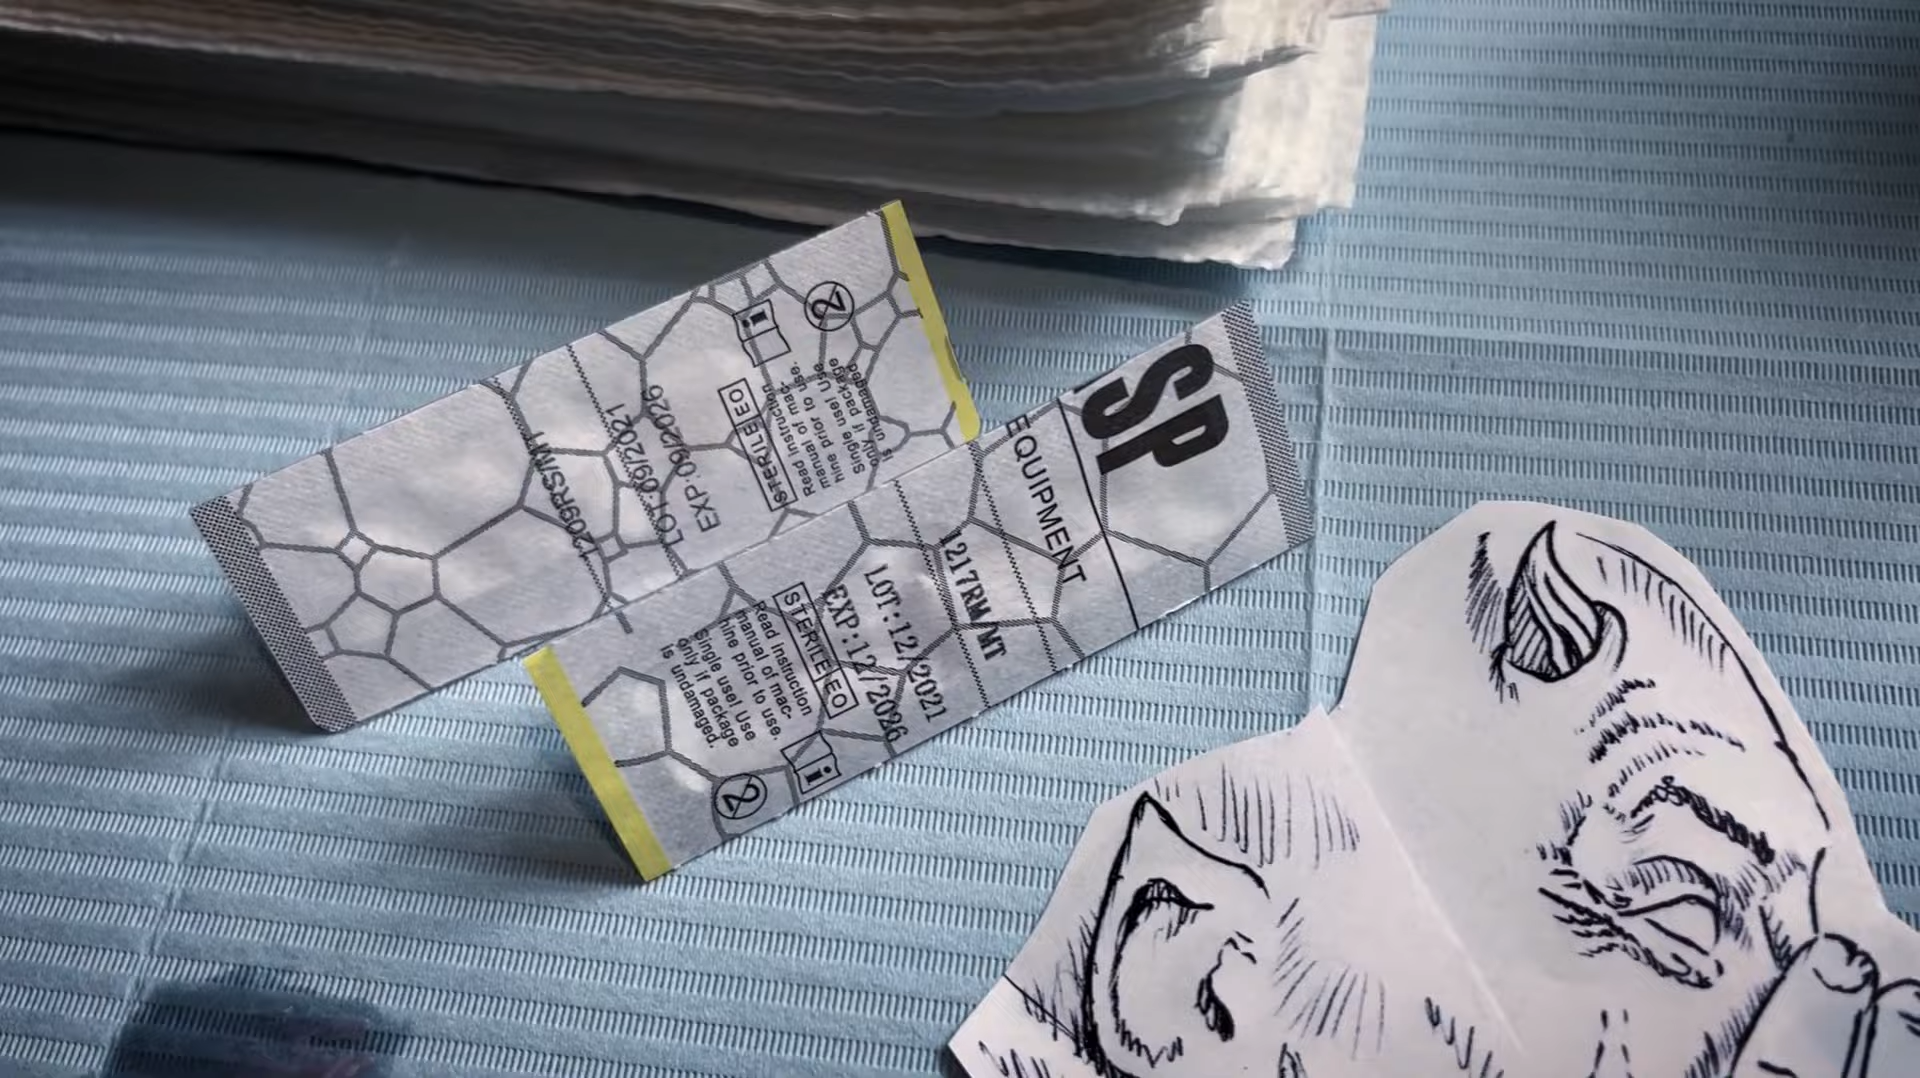 1209RS/MT
LOT:09/2021
EXP:09/2026
STERILE EO
Read instruction
manual of mac-
hine prior to use.
Single use! Use
only if package
is undamaged
2
i
SP
EQUIPMENT
1217RM/MT
LOT:12/2021
EXP:12/2026
STERILE EO
Read instruction
manual of mac-
hine prior to use.
Single use! Use
only if package
is undamaged.
i
2